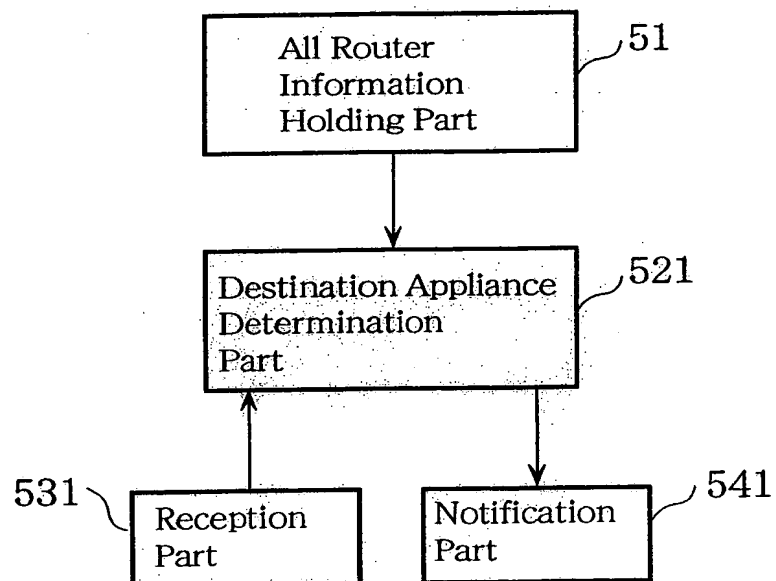 All Router
Information
Holding Part
51
Destination Appliance
Determination
Part
521
531
Reception
Part
Notification
Part
541